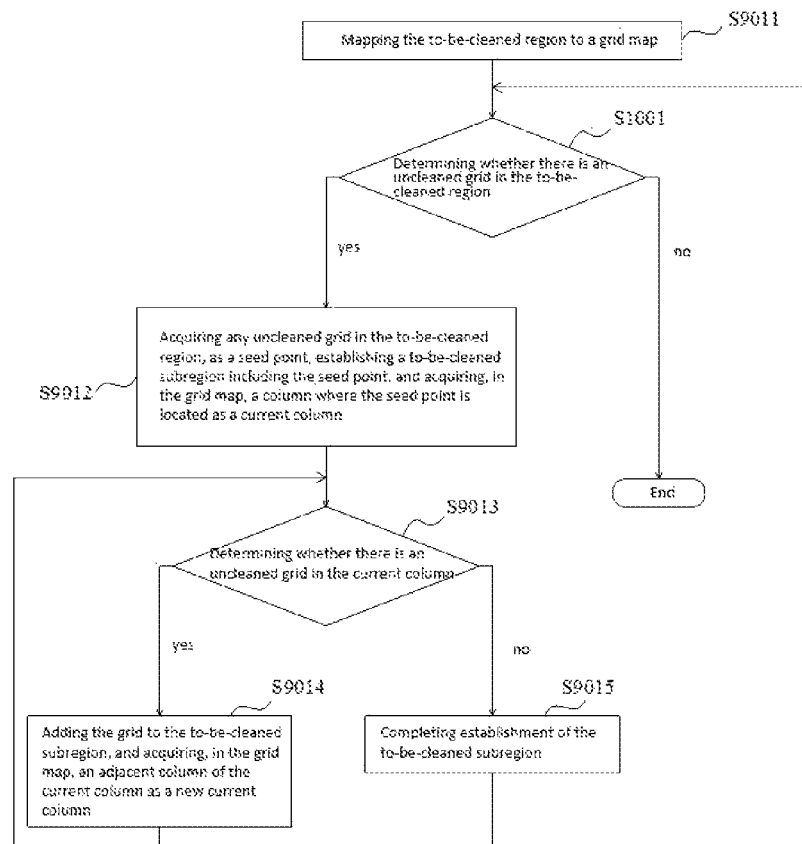 S9011
Mapping the to-be-cleaned region to a grid map
S1001
Determining whether there is an
uncleaned grid in the to-be-
cleaned region
yes
no
Acquiring any uncleaned grid in the to-be-cleaned
region, as a seed point, establishing a to-be-cleaned
subregion including the seed point, and acquiring, in
the grid map, a column where the seed point is
located as a current column
S9012
End
S9013
Determining whether there is an
uncleaned grid in the current column
yes
no
S9014
S9015
Adding the grid to the to-be-cleaned
subregion, and acquiring, in the grid
map, an adjacent column of the
current column as a new current
column
Completing establishment of the
to-be-cleaned subregion